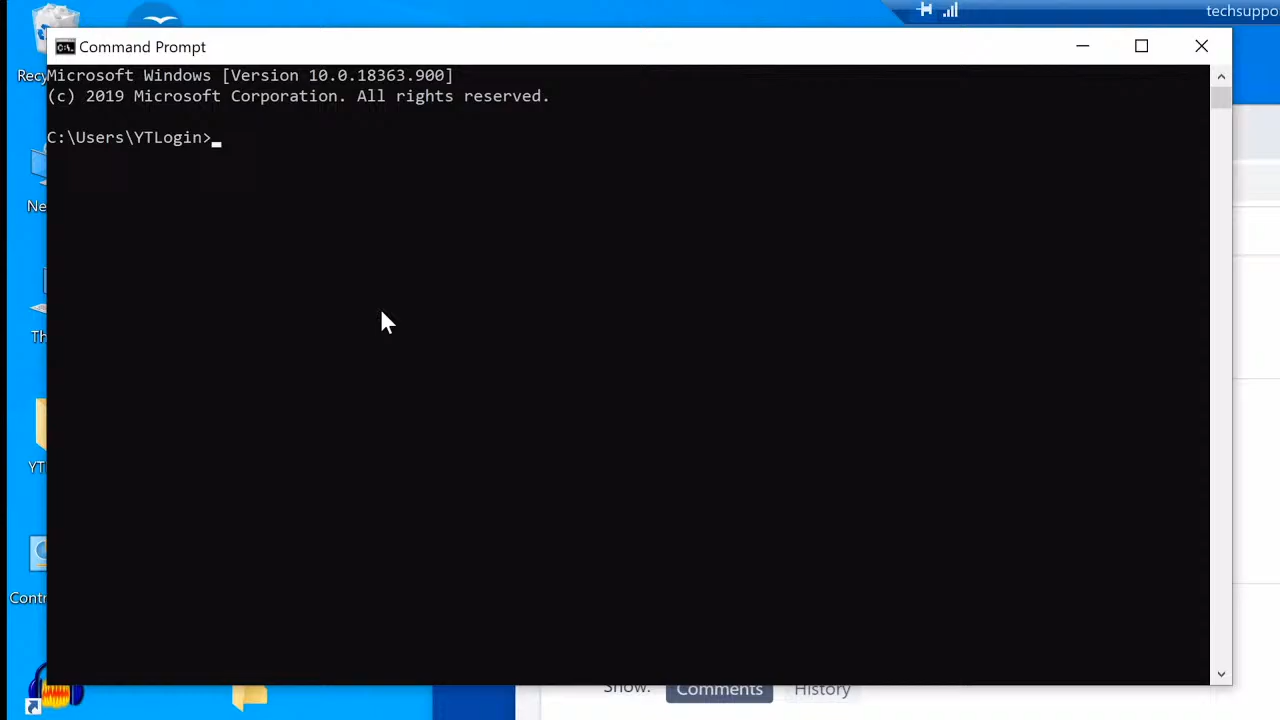 techsuppo
Command Prompt
Recy
Microsoft Windows [Version 10.0.18363.900]
(c) 2019 Microsoft Corporation. All rights reserved.
C:\Users\YTLogin>
Ne
Th
YT
Contr
Show:
Comments
History